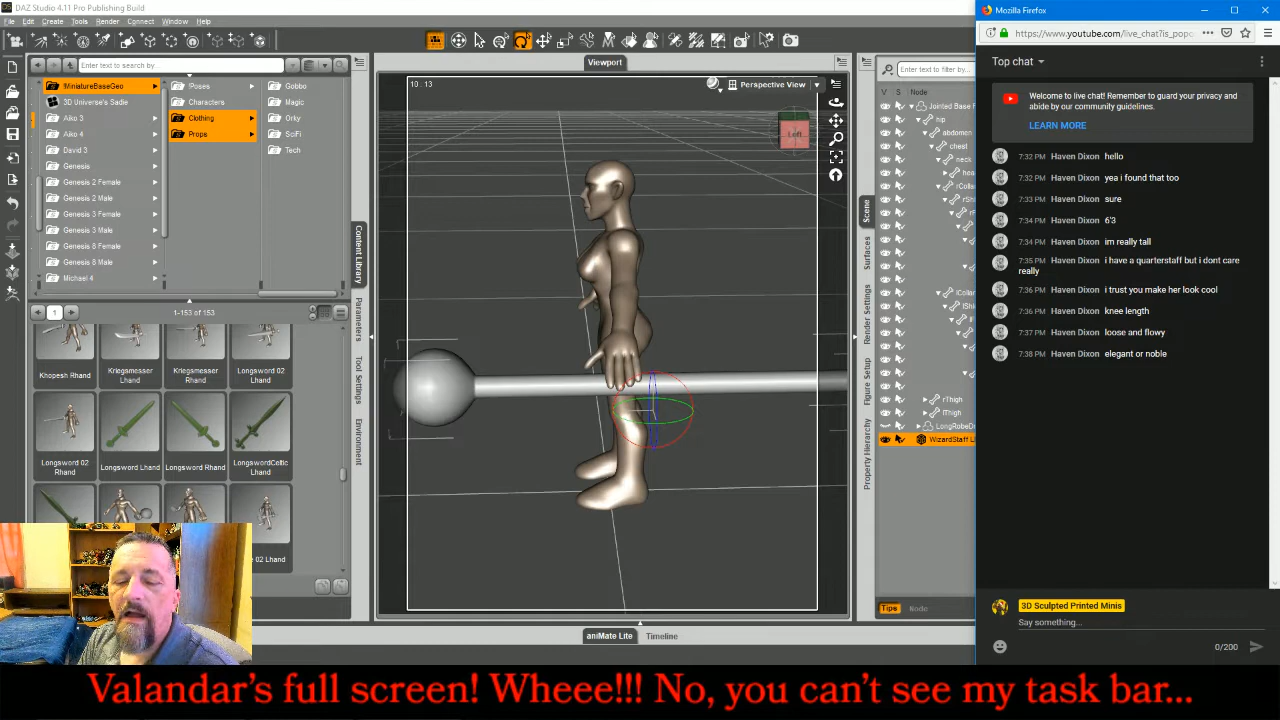 DAZ Studio 4.11 Pro Publishing Build
File Edit Create Tools Render Connect Window Scripts Help
Enter text to search by
!MiniatureBaseGeo
3D Universe's Sadie
Aiko 3
Aiko 4
David 3
Genesis
Genesis 2 Female
Genesis 2 Male
Genesis 3 Female
Genesis 3 Male
Genesis 8 Female
Genesis 8 Male
Michael 4
!Poses
Characters
Clothing
Props
Gobbo
Magic
Orky
SciFi
Tech
1
1-153 of 153
Khopesh Rhand
Kriegsmesser Lhand
Kriegsmesser Rhand
Longsword 02 Lhand
Longsword 02 Rhand
Longsword Lhand
Longsword Rhand
LongswordCeltic Lhand
02 Lhand
Content Library
Parameters
Tool Settings
Environment
Viewport
10 : 13
Perspective View
Left
aniMate Lite
Timeline
Scene
Surfaces
Render Settings
Figure Setup
Property Hierarchy
Enter text to filter by...
V S Node
Jointed Base F
hip
abdomen
chest
neck
hea
rCollar
rSh
lColla
lSh
rThigh
lThigh
LongRobeDr
WizardStaff Ll
Tips
Node
Mozilla Firefox
https://www.youtube.com/live_chat?is_popo
Top chat
Welcome to live chat! Remember to guard your privacy and
abide by our community guidelines.
LEARN MORE
7:32 PM Haven Dixon hello
7:32 PM Haven Dixon yea i found that too
7:33 PM Haven Dixon sure
7:34 PM Haven Dixon 6'3
7:34 PM Haven Dixon im really tall
7:35 PM Haven Dixon i have a quarterstaff but i dont care
really
7:36 PM Haven Dixon i trust you make her look cool
7:36 PM Haven Dixon knee length
7:37 PM Haven Dixon loose and flowy
7:38 PM Haven Dixon elegant or noble
3D Sculpted Printed Minis
Say something...
0/200
Valandar's full screen! Wheee!!! No, you can't see my task bar...